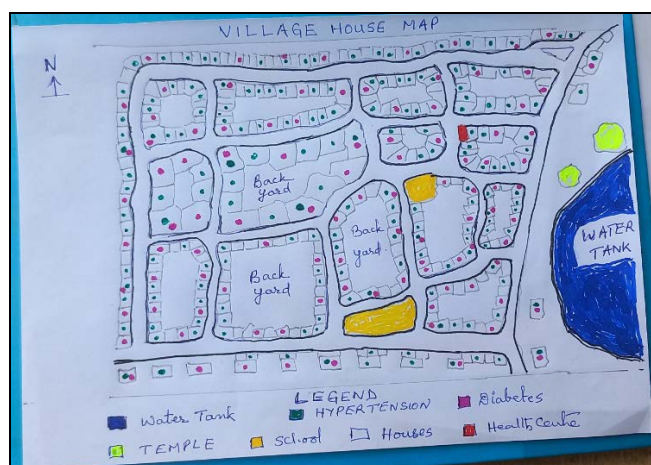 VILLAGE HOUSE MAP
N
Back
yard
Back
yard
Back
yard
WATER
TANK
LEGEND
Water Tank
HYPERTENSION
Diabetes
TEMPLE
School
Houses
Health Centre